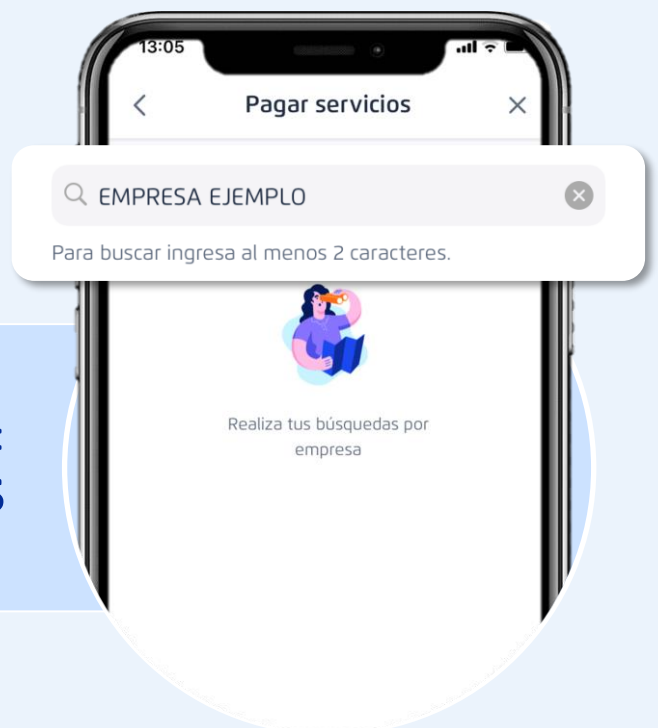 13:05
Pagar servicios
EMPRESA EJEMPLO
Para buscar ingresa al menos 2 caracteres.
Realiza tus búsquedas por
empresa